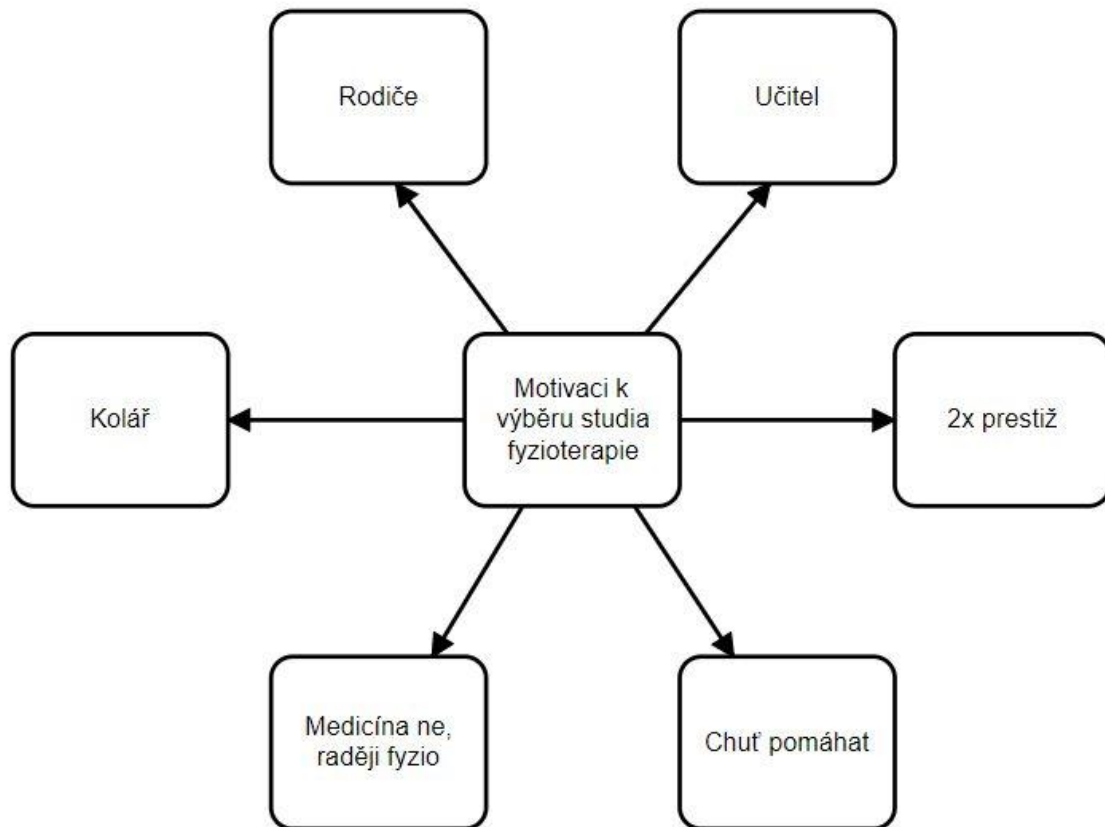 Rodiče
Učitel
Kolář
Motivaci k
výběru studia
fyzioterapie
2x prestiž
Medicína ne,
raději fyzio
Chuť pomáhat